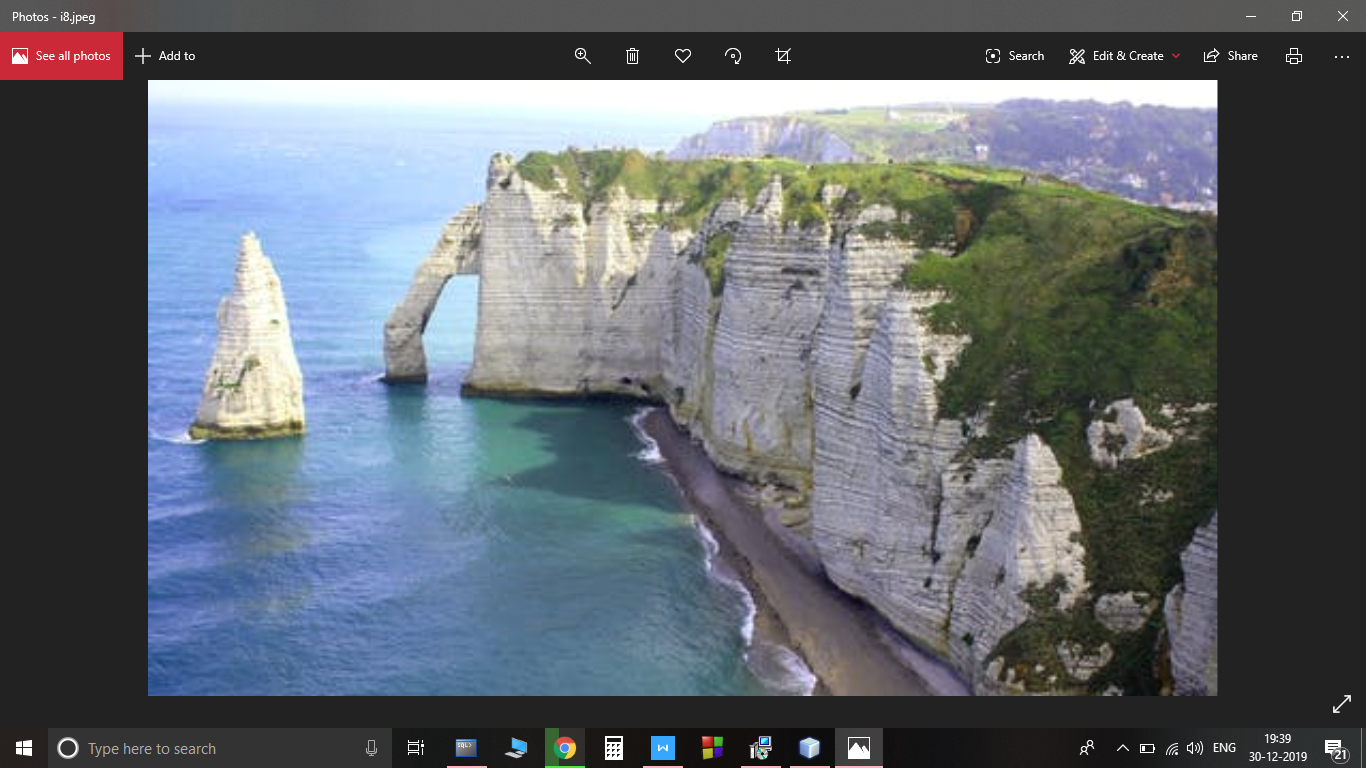 Photos - i8.jpeg
See all photos
Add to
Search
Edit & Create
Share
SQL>
W
Type here to search
ENG
19:39
30-12-2019
21